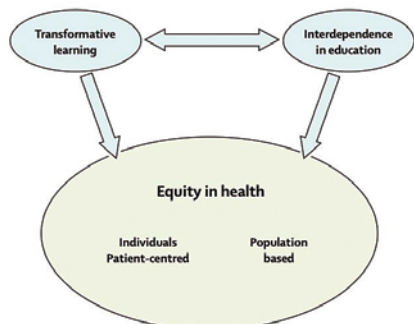 Transformative
learning
Interdependence
in education
Equity in health
Individuals
Patient-centred
Population
based